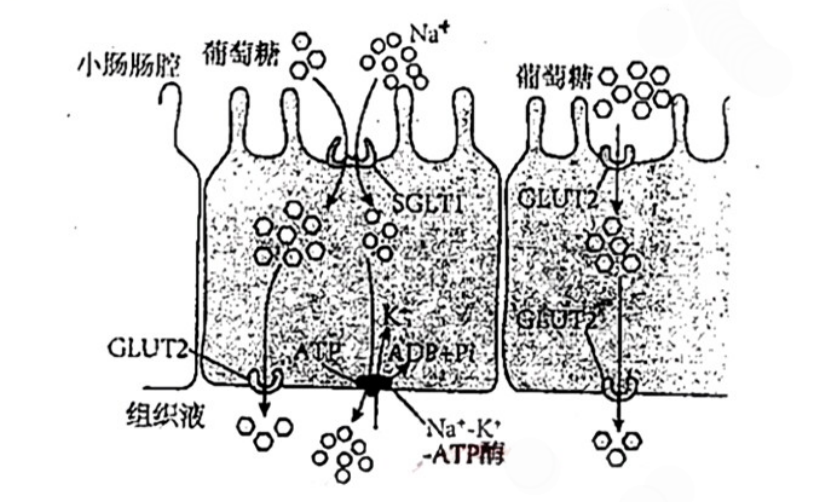 小肠肠腔
葡萄糖
Na⁺
葡萄糖
SGLT1
GLUT2
GLUT2
K⁺
GLUT2
ATP
ADP+Pi
组织液
Na⁺-K⁺
-ATP酶